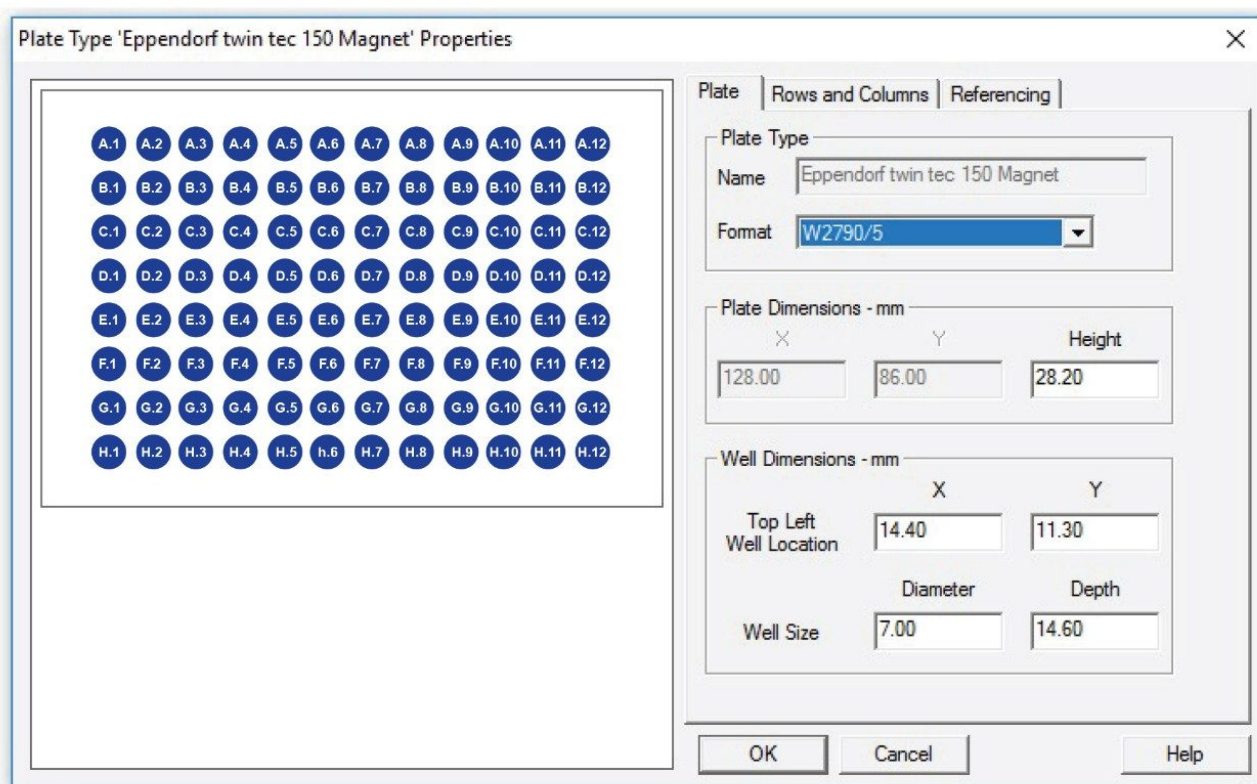 Plate Type 'Eppendorf twin tec 150 Magnet' Properties
A.1 A.2 A.3 A.4 A.5 A.6 A.7 A.8 A.9 A.10 A.11 A.12
B.1 B.2 B.3 B.4 B.5 B.6 B.7 B.8 B.9 B.10 B.11 B.12
C.1 C.2 C.3 C.4 C.5 C.6 C.7 C.8 C.9 C.10 C.11 C.12
D.1 D.2 D.3 D.4 D.5 D.6 D.7 D.8 D.9 D.10 D.11 D.12
E.1 E.2 E.3 E.4 E.5 E.6 E.7 E.8 E.9 E.10 E.11 E.12
F.1 F.2 F.3 F.4 F.5 F.6 F.7 F.8 F.9 F.10 F.11 F.12
G.1 G.2 G.3 G.4 G.5 G.6 G.7 G.8 G.9 G.10 G.11 G.12
H.1 H.2 H.3 H.4 H.5 h.6 H.7 H.8 H.9 H.10 H.11 H.12
Plate Rows and Columns Referencing
Plate Type
Name Eppendorf twin tec 150 Magnet
Format W2790/5
Plate Dimensions - mm
X Y Height
128.00 86.00 28.20
Well Dimensions - mm
X Y
Top Left
Well Location 14.40 11.30
Diameter Depth
Well Size 7.00 14.60
OK Cancel Help